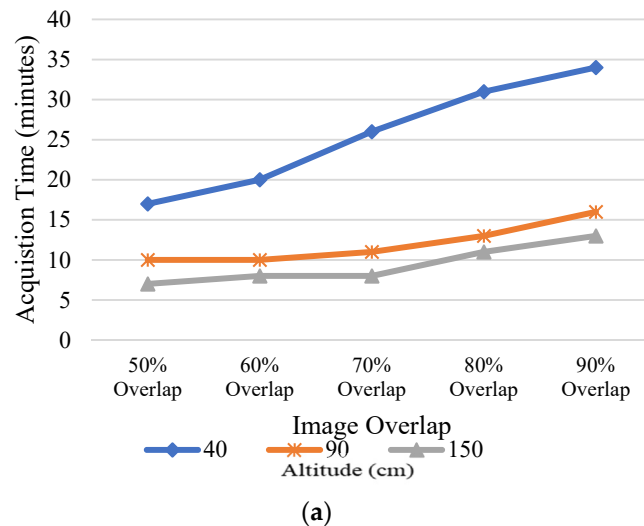 Acquistion Time (minutes)
40
35
30
25
20
15
10
5
0
50% Overlap
60% Overlap
70% Overlap
80% Overlap
90% Overlap
Image Overlap
40 90 150
Altitude (cm)
(a)